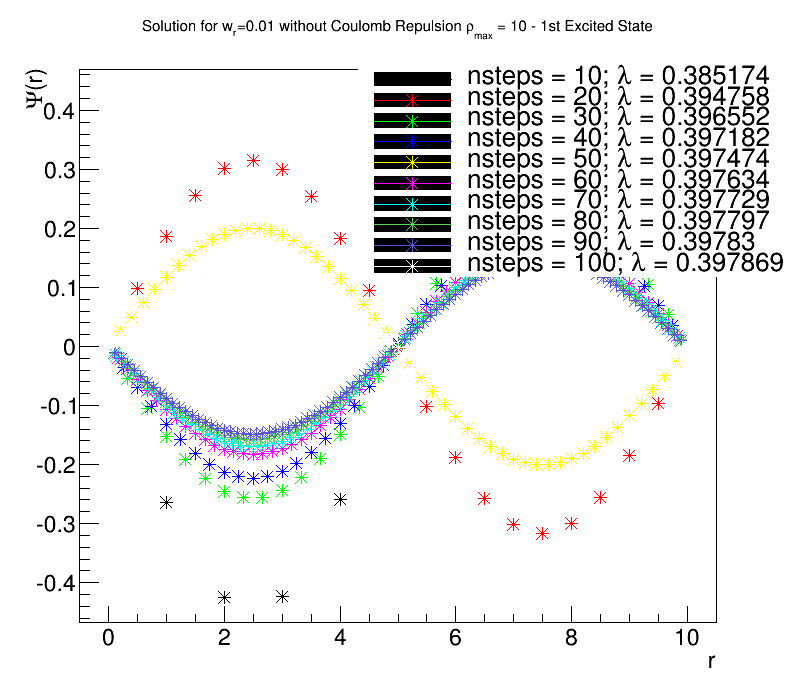 Solution for wr=0.01 without Coulomb Repulsion ρmax = 10 - 1st Excited State
Ψ(r)
nsteps = 10; λ = 0.385174
nsteps = 20; λ = 0.394758
nsteps = 30; λ = 0.396552
nsteps = 40; λ = 0.397182
nsteps = 50; λ = 0.397474
nsteps = 60; λ = 0.397634
nsteps = 70; λ = 0.397729
nsteps = 80; λ = 0.397797
nsteps = 90; λ = 0.39783
nsteps = 100; λ = 0.397869
0.4
0.3
0.2
0.1
0
-0.1
-0.2
-0.3
-0.4
0 2 4 6 8 10
r